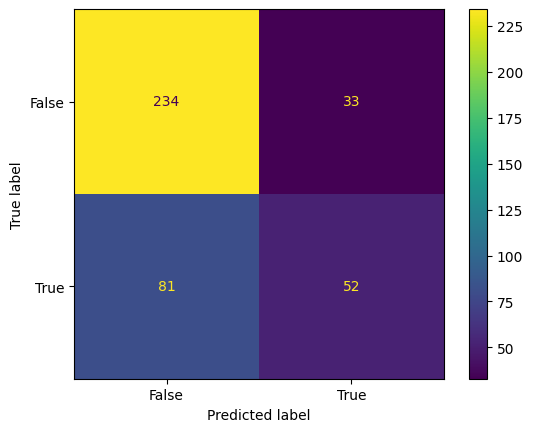 True label
False
234
33
True
81
52
False
True
Predicted label
225
200
175
150
125
100
75
50